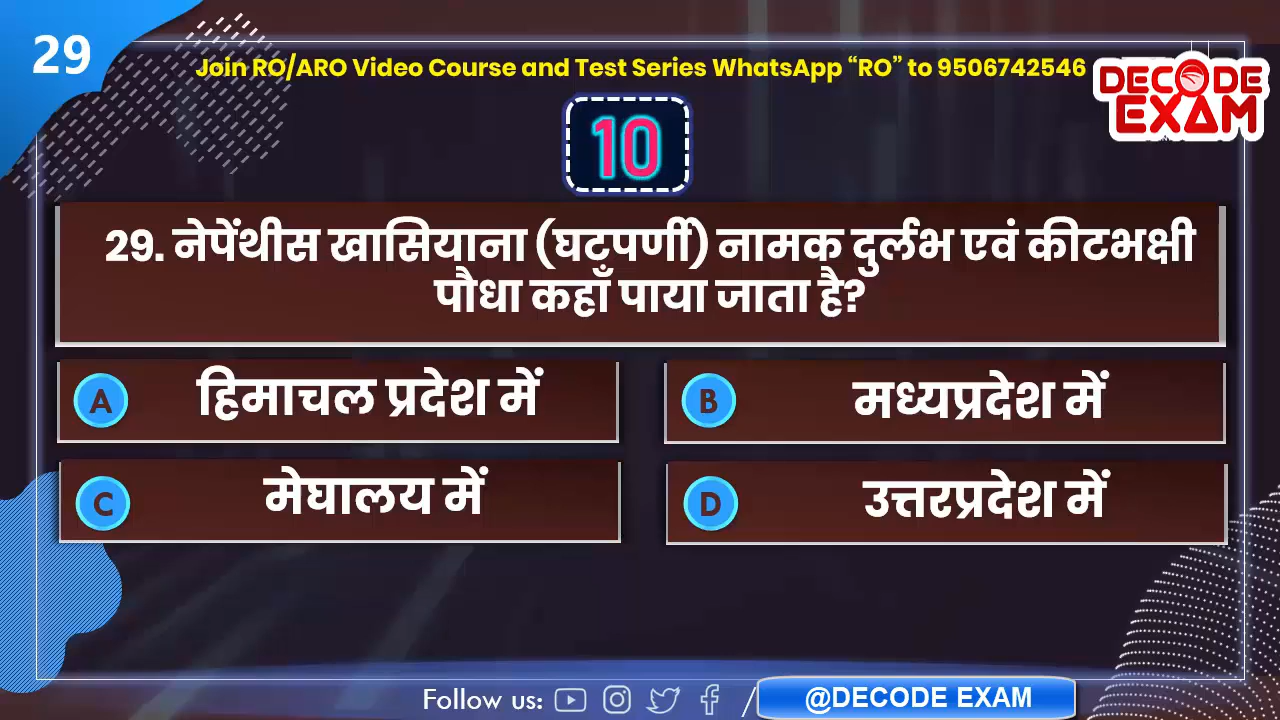 29
Join RO/ARO Video Course and Test Series WhatsApp “RO” to 9506742546
DECODE
EXAM
10
29. नेपेंथीस खासियाना (घटपर्णी) नामक दुर्लभ एवं कीटभक्षी
पौधा कहाँ पाया जाता है?
A हिमाचल प्रदेश में
B मध्यप्रदेश में
C मेघालय में
D उत्तरप्रदेश में
Follow us: / @DECODE EXAM